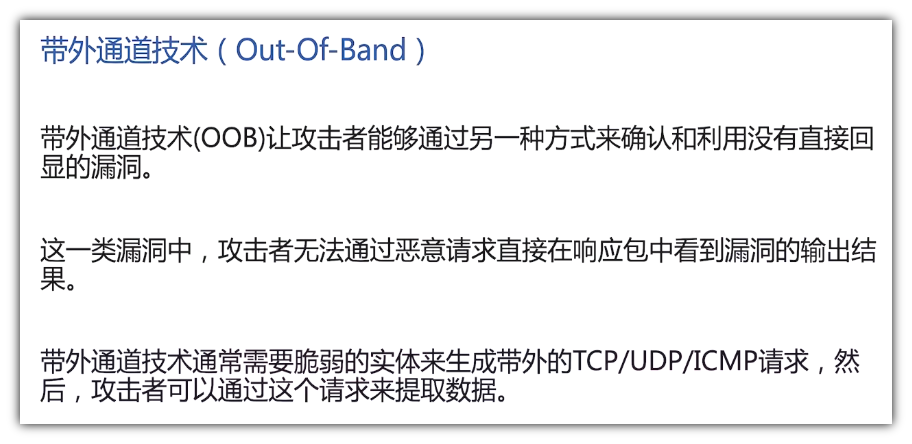 带外通道技术（Out-Of-Band）
带外通道技术(OOB)让攻击者能够通过另一种方式来确认和利用没有直接回
显的漏洞。
这一类漏洞中，攻击者无法通过恶意请求直接在响应包中看到漏洞的输出结
果。
带外通道技术通常需要脆弱的实体来生成带外的TCP/UDP/ICMP请求，然
后，攻击者可以通过这个请求来提取数据。